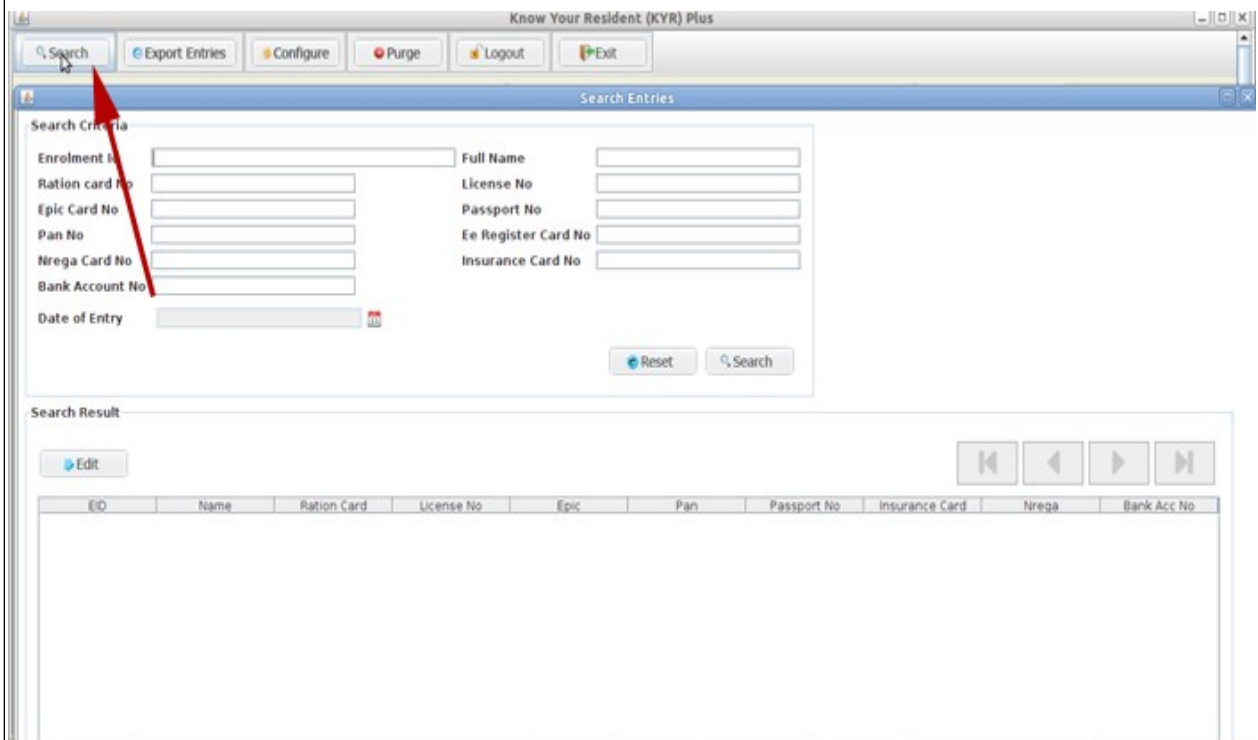 Know Your Resident (KYR) Plus
Search Export Entries Configure Purge Logout Exit
Search Entries
Search Criteria
Enrolment Full Name
Ration card No License No
Epic Card No Passport No
Pan No Ee Register Card No
Nrega Card No Insurance Card No
Bank Account No
Date of Entry
Reset Search
Search Result
Edit
EID Name Ration Card License No Epic Pan Passport No Insurance Card Nrega Bank Acc No